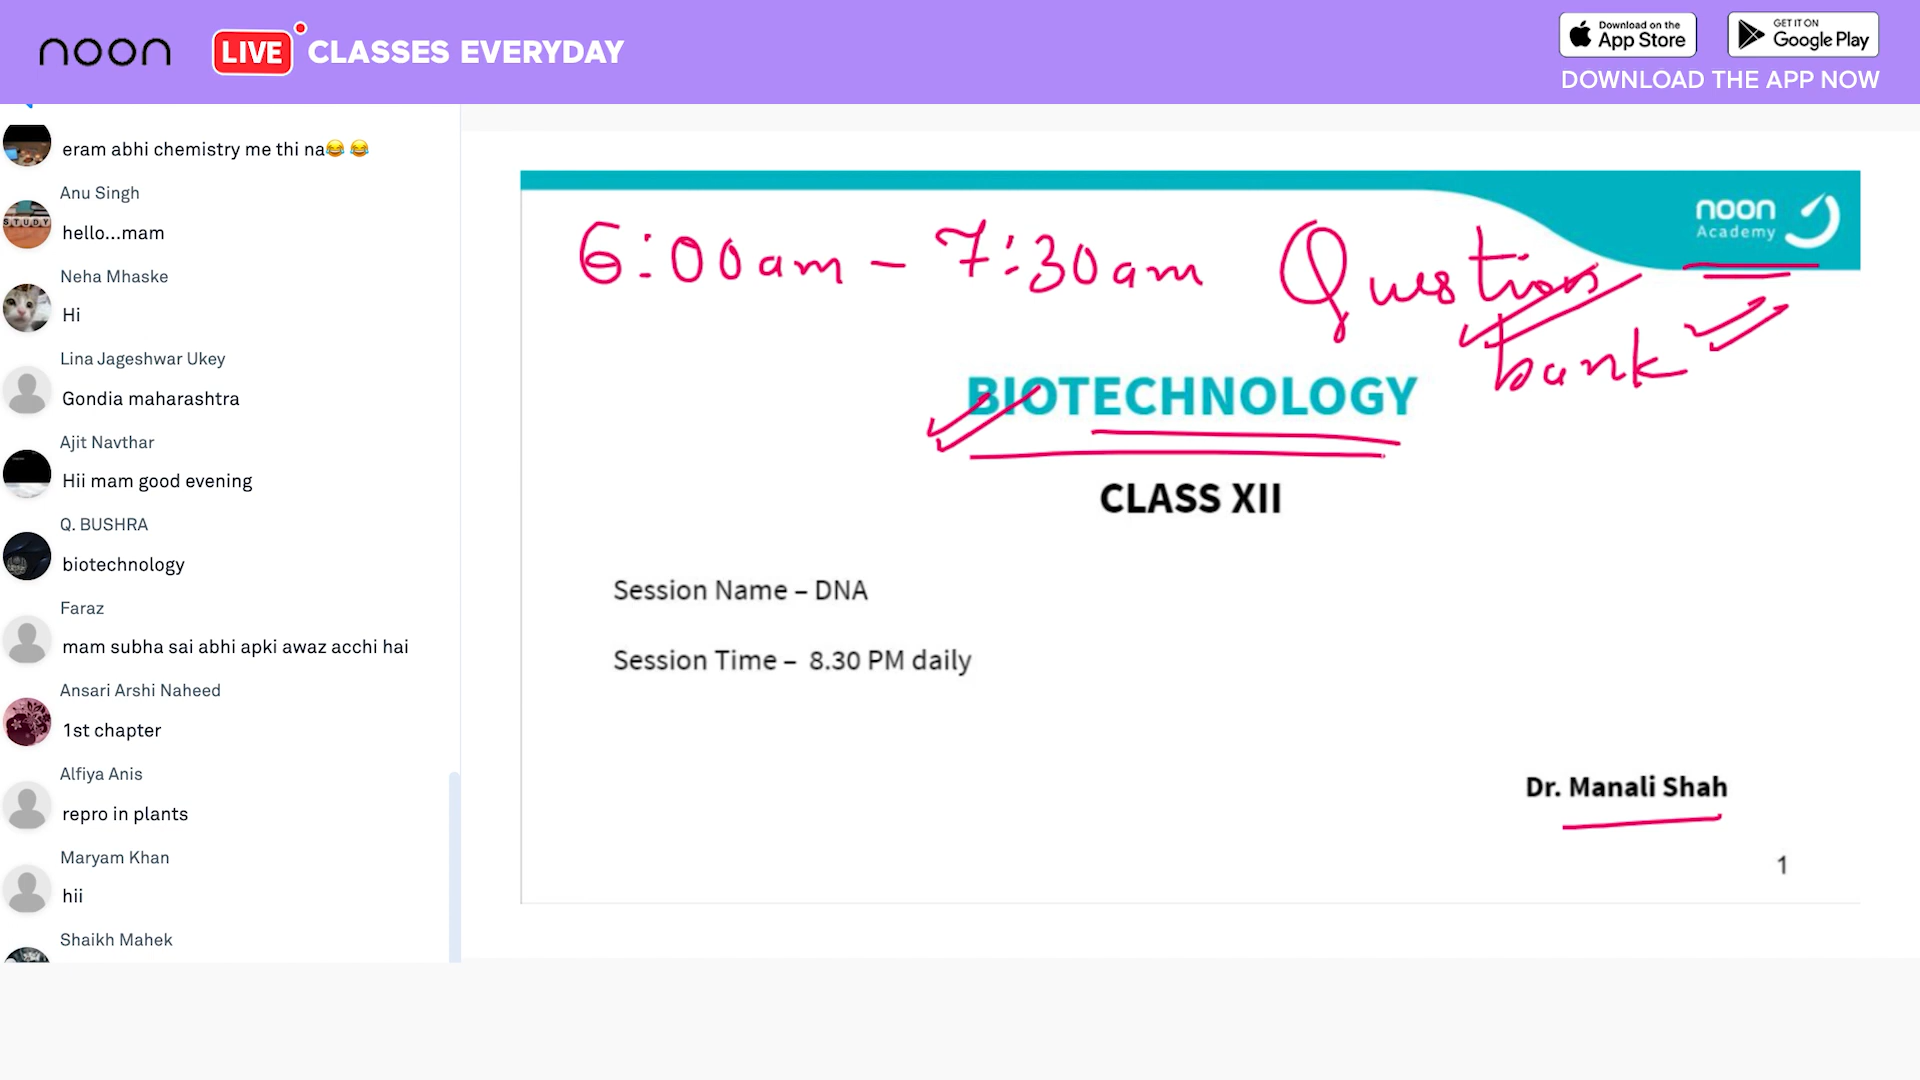 noon LIVE CLASSES EVERYDAY
Download on the App Store
GET IT ON Google Play
DOWNLOAD THE APP NOW
eram abhi chemistry me thi na😂 😂
Anu Singh
hello...mam
Neha Mhaske
Hi
Lina Jageshwar Ukey
Gondia maharashtra
Ajit Navthar
Hii mam good evening
Q. BUSHRA
biotechnology
Faraz
mam subha sai abhi apki awaz acchi hai
Ansari Arshi Naheed
1st chapter
Alfiya Anis
repro in plants
Maryam Khan
hii
Shaikh Mahek
STUDY
noon
Academy
6:00am - 7:30am Question
bank
BIOTECHNOLOGY
CLASS XII
Session Name – DNA
Session Time – 8.30 PM daily
Dr. Manali Shah
1